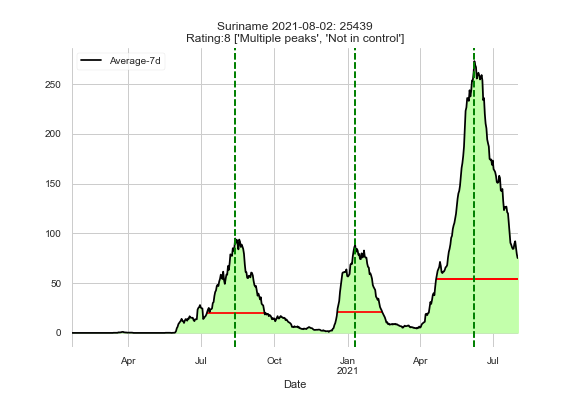 Suriname 2021-08-02: 25439
Rating:8 ['Multiple peaks', 'Not in control']
Average-7d
250
200
150
100
50
0
Apr Jul Oct Jan Apr Jul
2021
Date